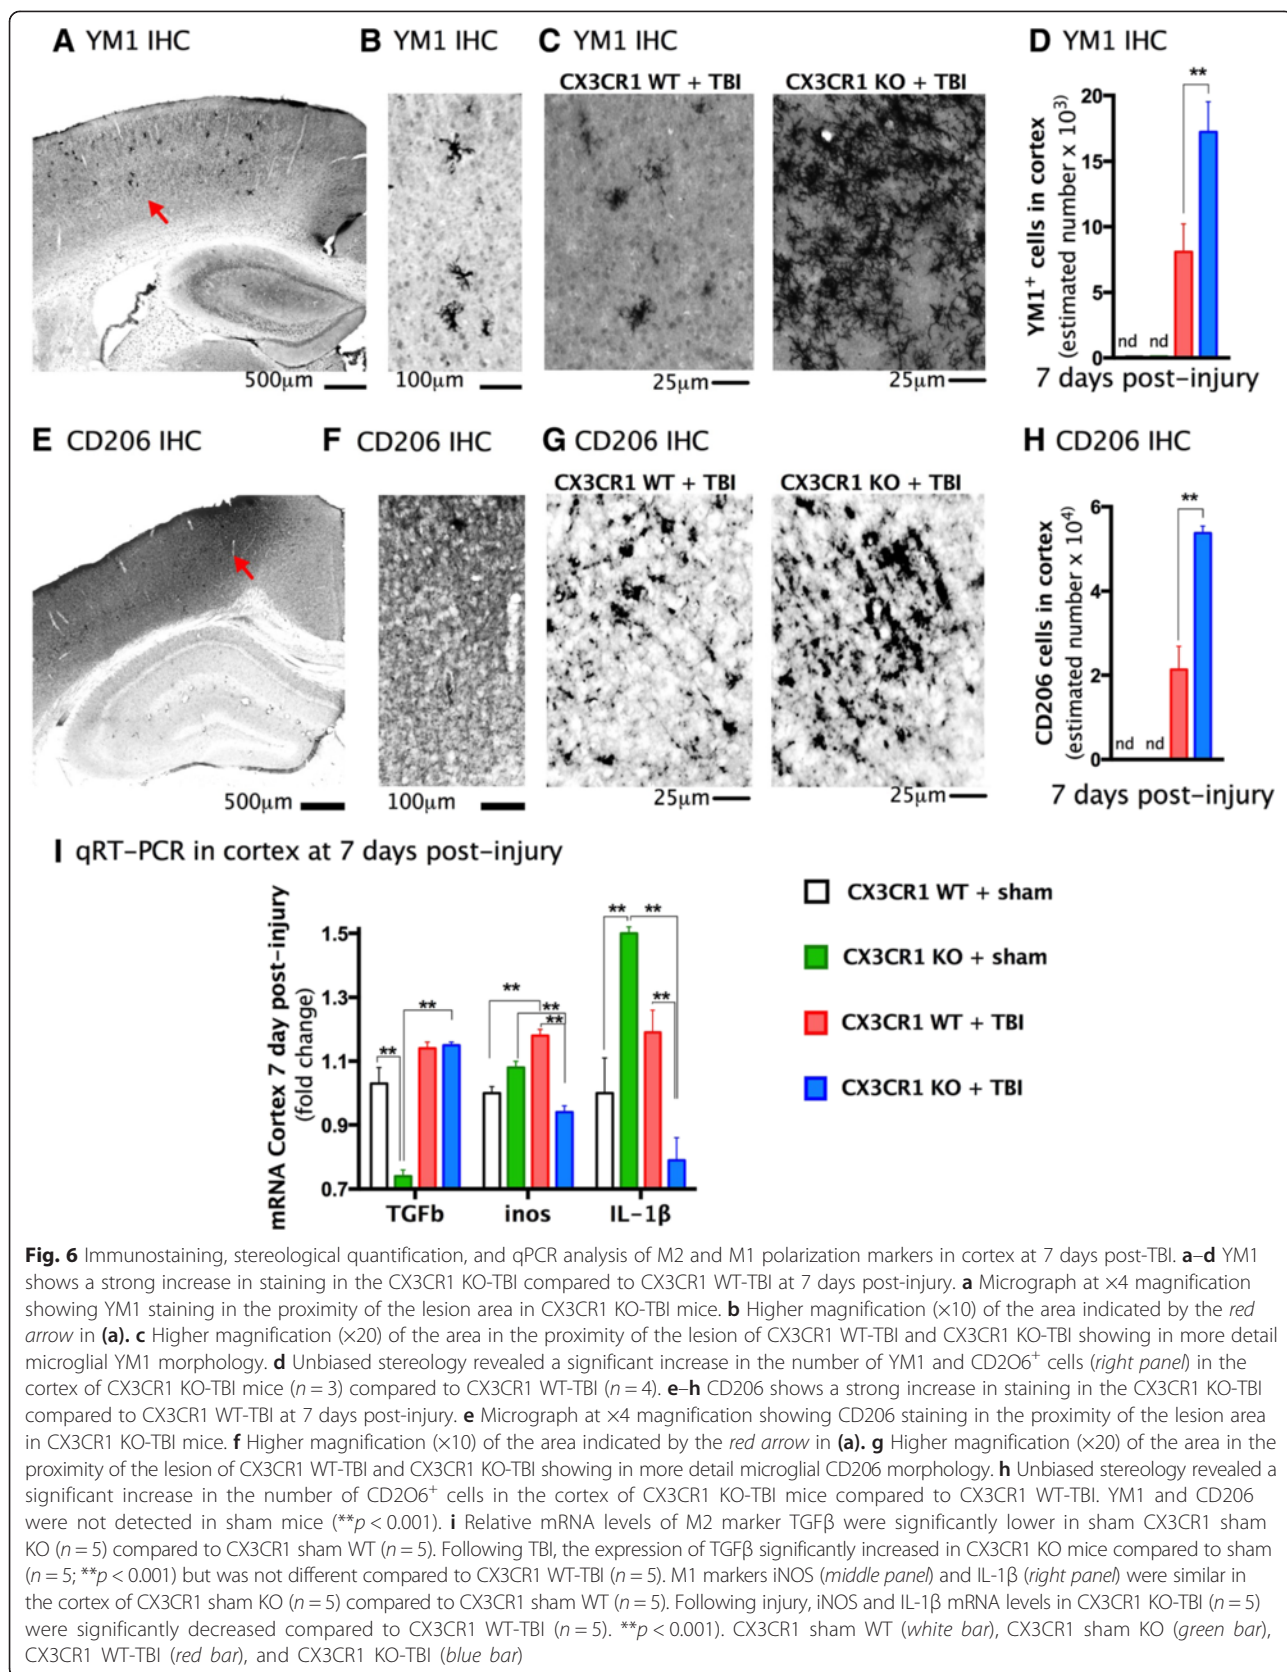 A YM1 IHC
B YM1 IHC
C YM1 IHC
D YM1 IHC
CX3CR1 WT + TBI
CX3CR1 KO + TBI
**
20
15
10
5
0
YM1+ cells in cortex
(estimated number x 10³)
nd nd
500μm
100μm
25μm
25μm
7 days post-injury
E CD206 IHC
F CD206 IHC
G CD206 IHC
H CD206 IHC
CX3CR1 WT + TBI
CX3CR1 KO + TBI
**
6
4
2
0
CD206 cells in cortex
(estimated number x 10⁴)
nd nd
500μm
100μm
25μm
25μm
7 days post-injury
I qRT-PCR in cortex at 7 days post-injury
mRNA Cortex 7 day post-injury
(fold change)
1.5
1.3
1.1
0.9
0.7
**
**
**
**
**
**
**
**
TGFb
inos
IL-1β
CX3CR1 WT + sham
CX3CR1 KO + sham
CX3CR1 WT + TBI
CX3CR1 KO + TBI
Fig. 6 Immunostaining, stereological quantification, and qPCR analysis of M2 and M1 polarization markers in cortex at 7 days post-TBI. a–d YM1
shows a strong increase in staining in the CX3CR1 KO-TBI compared to CX3CR1 WT-TBI at 7 days post-injury. a Micrograph at ×4 magnification
showing YM1 staining in the proximity of the lesion area in CX3CR1 KO-TBI mice. b Higher magnification (×10) of the area indicated by the red
arrow in (a). c Higher magnification (×20) of the area in the proximity of the lesion of CX3CR1 WT-TBI and CX3CR1 KO-TBI showing in more detail
microglial YM1 morphology. d Unbiased stereology revealed a significant increase in the number of YM1 and CD2O6+ cells (right panel) in the
cortex of CX3CR1 KO-TBI mice (n = 3) compared to CX3CR1 WT-TBI (n = 4). e–h CD206 shows a strong increase in staining in the CX3CR1 KO-TBI
compared to CX3CR1 WT-TBI at 7 days post-injury. e Micrograph at ×4 magnification showing CD206 staining in the proximity of the lesion area
in CX3CR1 KO-TBI mice. f Higher magnification (×10) of the area indicated by the red arrow in (a). g Higher magnification (×20) of the area in the
proximity of the lesion of CX3CR1 WT-TBI and CX3CR1 KO-TBI showing in more detail microglial CD206 morphology. h Unbiased stereology revealed a
significant increase in the number of CD2O6+ cells in the cortex of CX3CR1 KO-TBI mice compared to CX3CR1 WT-TBI. YM1 and CD206
were not detected in sham mice (**p < 0.001). i Relative mRNA levels of M2 marker TGFβ were significantly lower in sham CX3CR1 sham
KO (n = 5) compared to CX3CR1 sham WT (n = 5). Following TBI, the expression of TGFβ significantly increased in CX3CR1 KO mice compared to sham
(n = 5; **p < 0.001) but was not different compared to CX3CR1 WT-TBI (n = 5). M1 markers iNOS (middle panel) and IL-1β (right panel) were similar in
the cortex of CX3CR1 sham KO (n = 5) compared to CX3CR1 sham WT (n = 5). Following injury, iNOS and IL-1β mRNA levels in CX3CR1 KO-TBI (n = 5)
were significantly decreased compared to CX3CR1 WT-TBI (n = 5). **p < 0.001). CX3CR1 sham WT (white bar), CX3CR1 sham KO (green bar),
CX3CR1 WT-TBI (red bar), and CX3CR1 KO-TBI (blue bar)